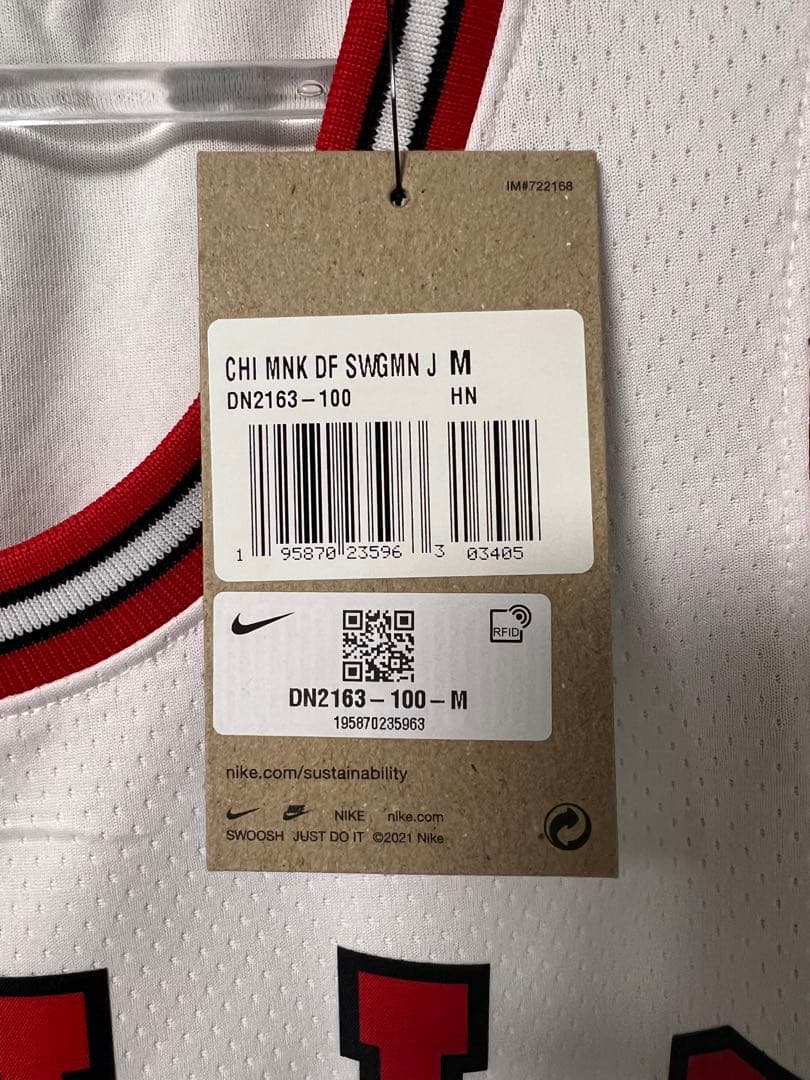 IM#722168
CHI MNK DF SWGMN J M
DN2163-100 HN
1 95870 23596 3 03405
RFID
DN2163-100-M
195870235963
nike.com/sustainability
NIKE nike.com
SWOOSH JUST DO IT ©2021 Nike